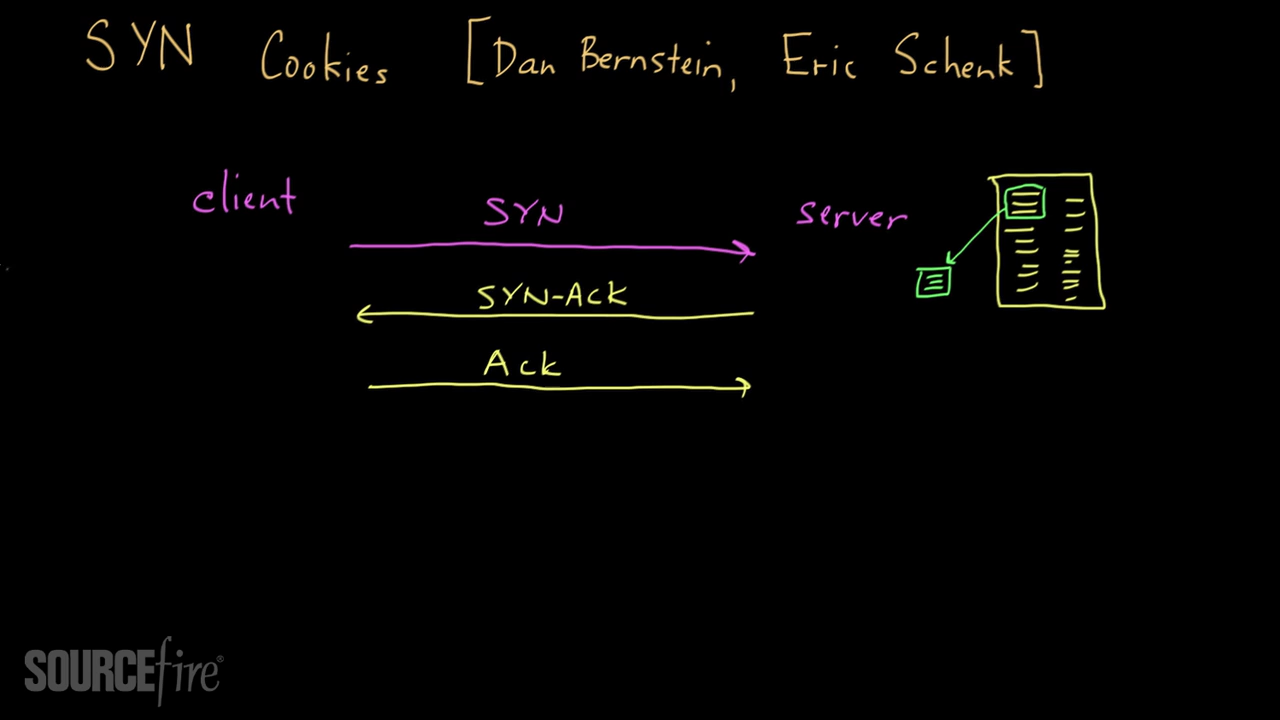 SYN Cookies [Dan Bernstein, Eric Schenk]
client
SYN
server
SYN-Ack
Ack
SOURCEfire®